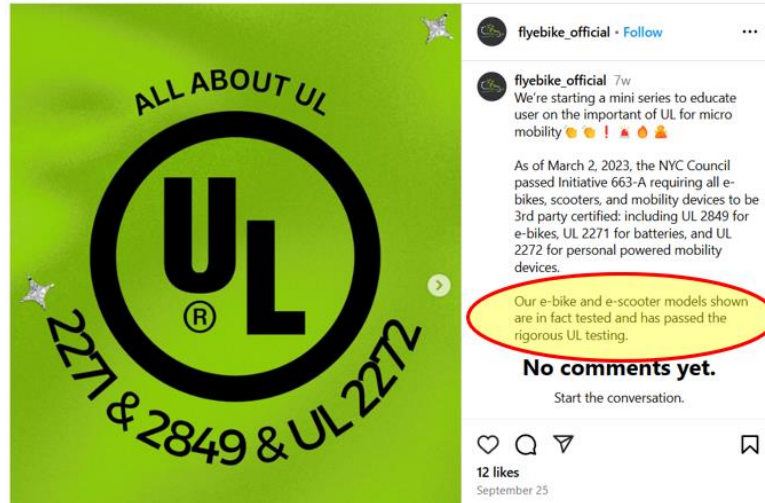 ALL ABOUT UL
UL
®
2271 & 2849 & UL 2272
flyebike_official • Follow
flyebike_official 7w
We're starting a mini series to educate
user on the important of UL for micro
mobility👏👏❗🚨🔥🙇
As of March 2, 2023, the NYC Council
passed Initiative 663-A requiring all e-
bikes, scooters, and mobility devices to be
3rd party certified: including UL 2849 for
e-bikes, UL 2271 for batteries, and UL
2272 for personal powered mobility
devices.
Our e-bike and e-scooter models shown
are in fact tested and has passed the
rigorous UL testing.
No comments yet.
Start the conversation.
12 likes
September 25